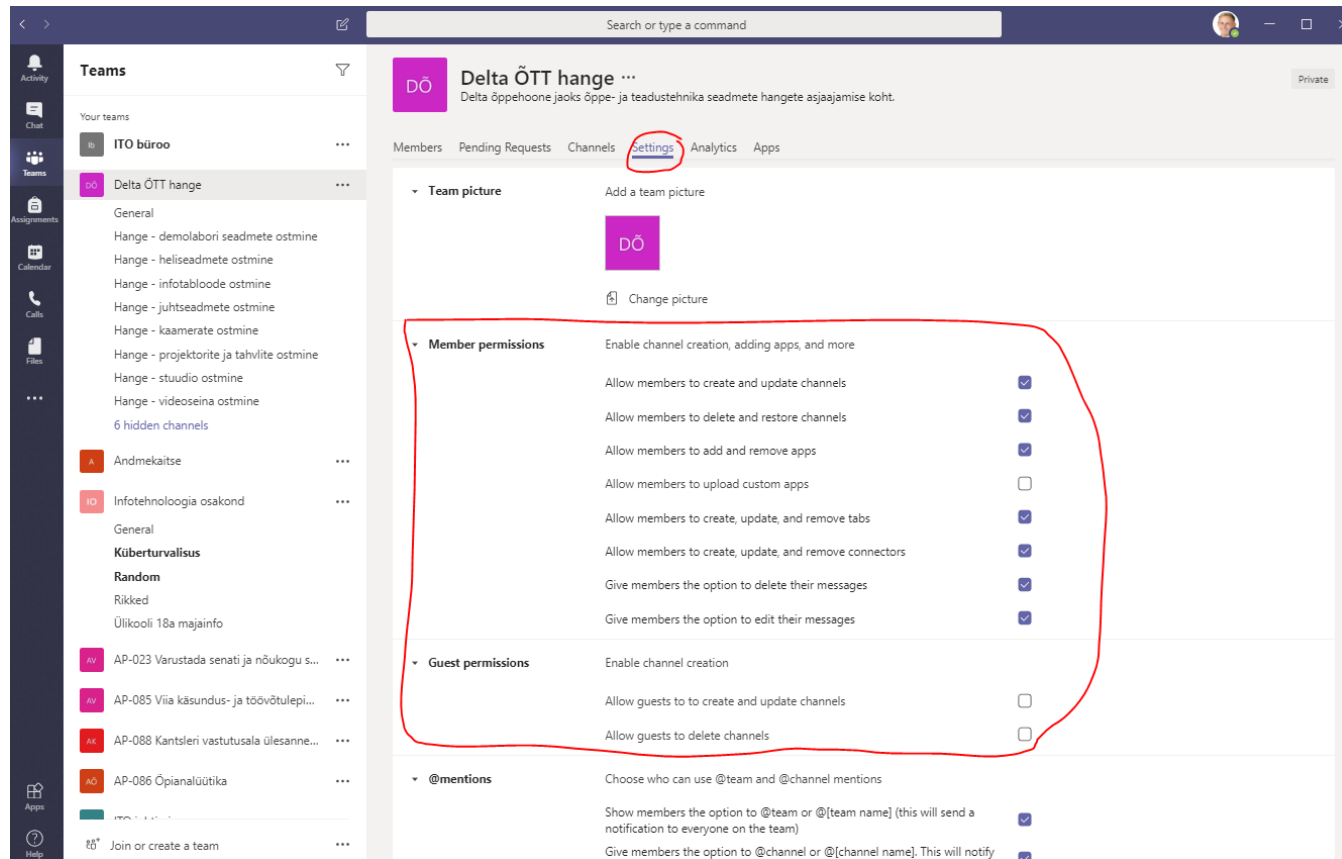 Search or type a command
Activity
Chat
Teams
Assignments
Calendar
Calls
Files
Apps
Help
Teams
Your teams
Ib ITO büroo
DÕ Delta ÕTT hange
General
Hange - demolabori seadmete ostmine
Hange - heliseadmete ostmine
Hange - infotabloode ostmine
Hange - juhtseadmete ostmine
Hange - kaamerate ostmine
Hange - projektorite ja tahvlite ostmine
Hange - stuudio ostmine
Hange - videoseina ostmine
6 hidden channels
A Andmekaitse
IO Infotehnoloogia osakond
General
Küberturvalisus
Random
Rikked
Ülikooli 18a majainfo
AV AP-023 Varustada senati ja nõukogu s...
AV AP-085 Viia käsundus- ja töövõtulepi...
AK AP-088 Kantsleri vastutusala ülesanne...
AÕ AP-086 Õpianalüütika
Join or create a team
DÕ
Delta ÕTT hange ...
Delta õppehoone jaoks õppe- ja teadustehnika seadmete hangete asjaajamise koht.
Private
Members Pending Requests Channels Settings Analytics Apps
Team picture Add a team picture
DÕ
Change picture
Member permissions Enable channel creation, adding apps, and more
Allow members to create and update channels
Allow members to delete and restore channels
Allow members to add and remove apps
Allow members to upload custom apps
Allow members to create, update, and remove tabs
Allow members to create, update, and remove connectors
Give members the option to delete their messages
Give members the option to edit their messages
Guest permissions Enable channel creation
Allow guests to to create and update channels
Allow guests to delete channels
@mentions Choose who can use @team and @channel mentions
Show members the option to @team or @[team name] (this will send a
notification to everyone on the team)
Give members the option to @channel or @[channel name]. This will notify